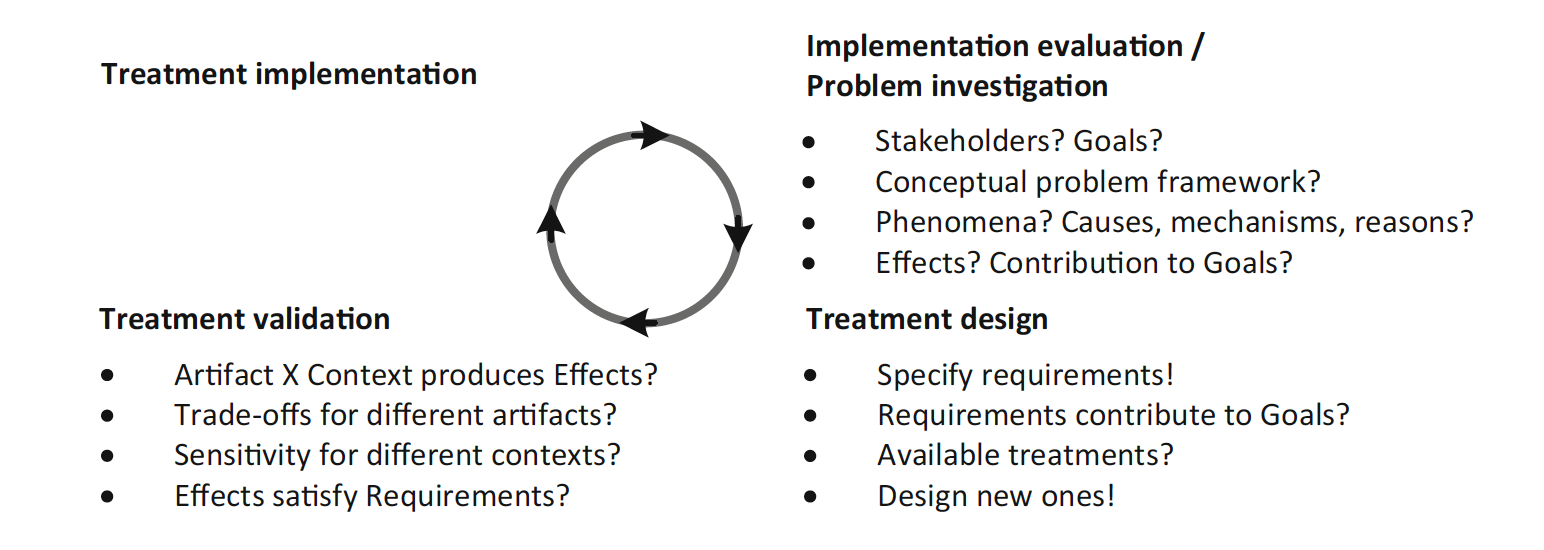 Treatment implementation
Implementation evaluation /
Problem investigation
• Stakeholders? Goals?
• Conceptual problem framework?
• Phenomena? Causes, mechanisms, reasons?
• Effects? Contribution to Goals?
Treatment validation
• Artifact X Context produces Effects?
• Trade-offs for different artifacts?
• Sensitivity for different contexts?
• Effects satisfy Requirements?
Treatment design
• Specify requirements!
• Requirements contribute to Goals?
• Available treatments?
• Design new ones!